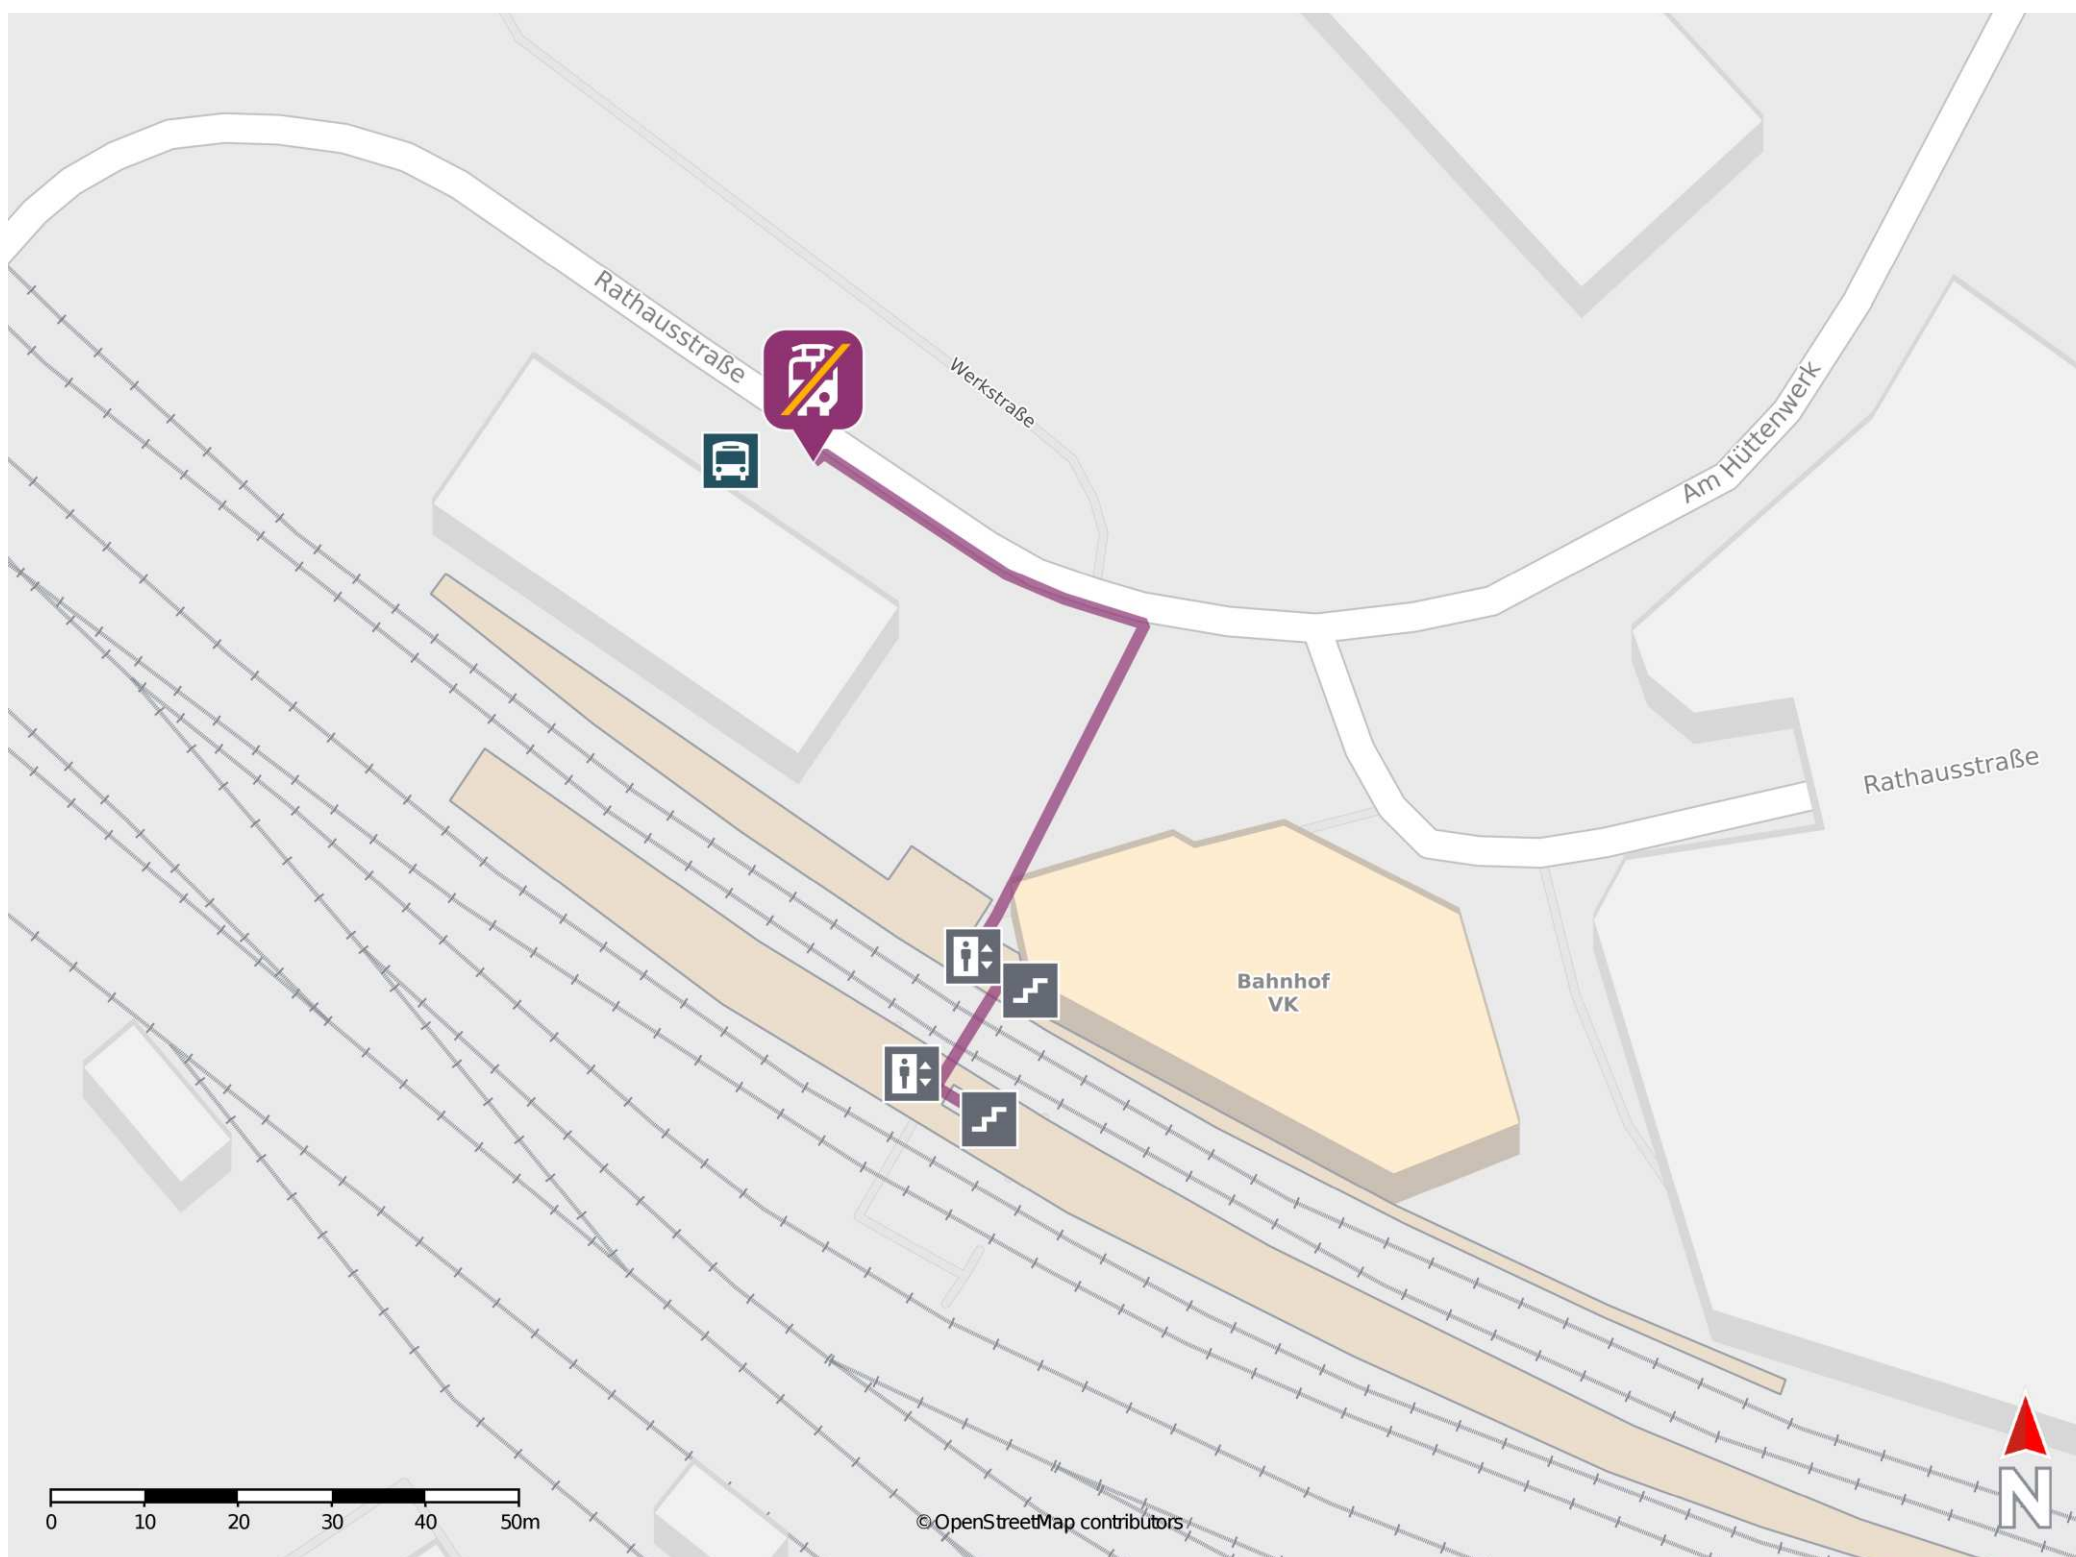 Rathausstraße
Werkstraße
Am Hüttenwerk
Rathausstraße
Bahnhof
VK
N
0 10 20 30 40 50m
©OpenStreetMap contributors